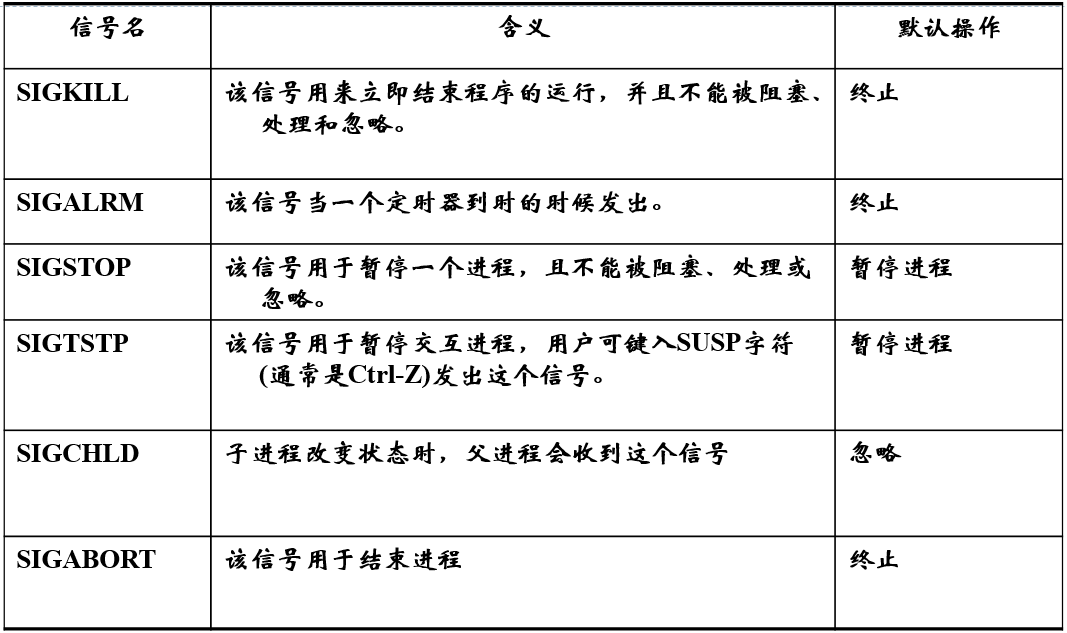 信号名 含义 默认操作
SIGKILL 该信号用来立即结束程序的运行，并且不能被阻塞、 终止
处理和忽略。
SIGALRM 该信号当一个定时器到时的时候发出。 终止
SIGSTOP 该信号用于暂停一个进程，且不能被阻塞、处理或 暂停进程
忽略。
SIGTSTP 该信号用于暂停交互进程，用户可键入SUSP字符 暂停进程
(通常是Ctrl-Z)发出这个信号。
SIGCHLD 子进程改变状态时，父进程会收到这个信号 忽略
SIGABORT 该信号用于结束进程 终止